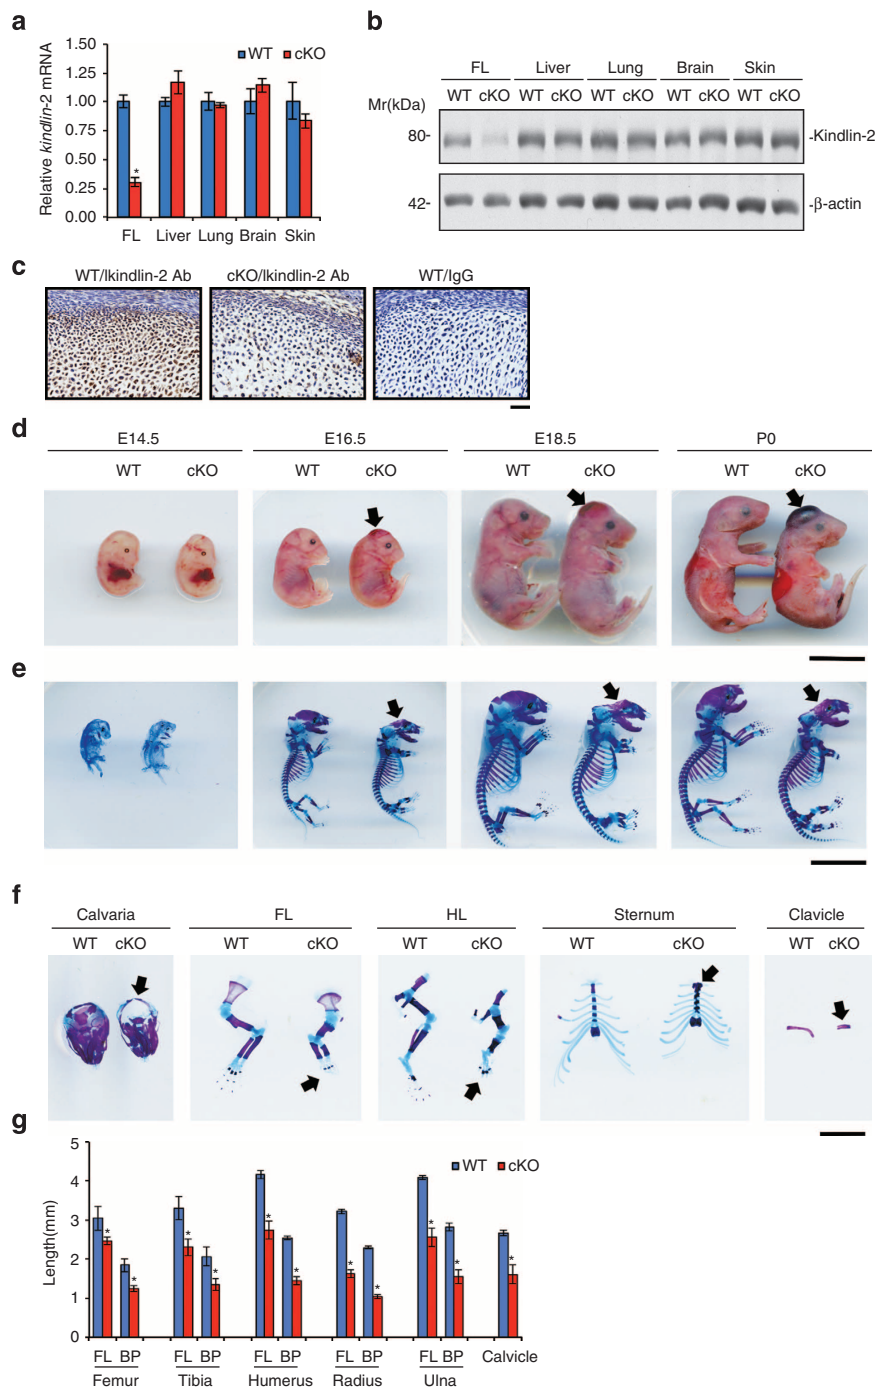 a
1.50
1.25
1.00
0.75
0.50
0.25
0.00
Relative kindlin-2 mRNA
WT cKO
*
FL Liver Lung Brain Skin
b
FL Liver Lung Brain Skin
Mr(kDa) WT cKO WT cKO WT cKO WT cKO WT cKO
80- -Kindlin-2
42- -β-actin
c
WT/lkindlin-2 Ab cKO/lkindlin-2 Ab WT/IgG
d
E14.5 E16.5 E18.5 P0
WT cKO WT cKO WT cKO WT cKO
e
f
Calvaria FL HL Sternum Clavicle
WT cKO WT cKO WT cKO WT cKO WT cKO
g
5
4
3
2
1
0
Length(mm)
WT cKO
* * * * * * * * * * *
FL BP FL BP FL BP FL BP FL BP Calvicle
Femur Tibia Humerus Radius Ulna